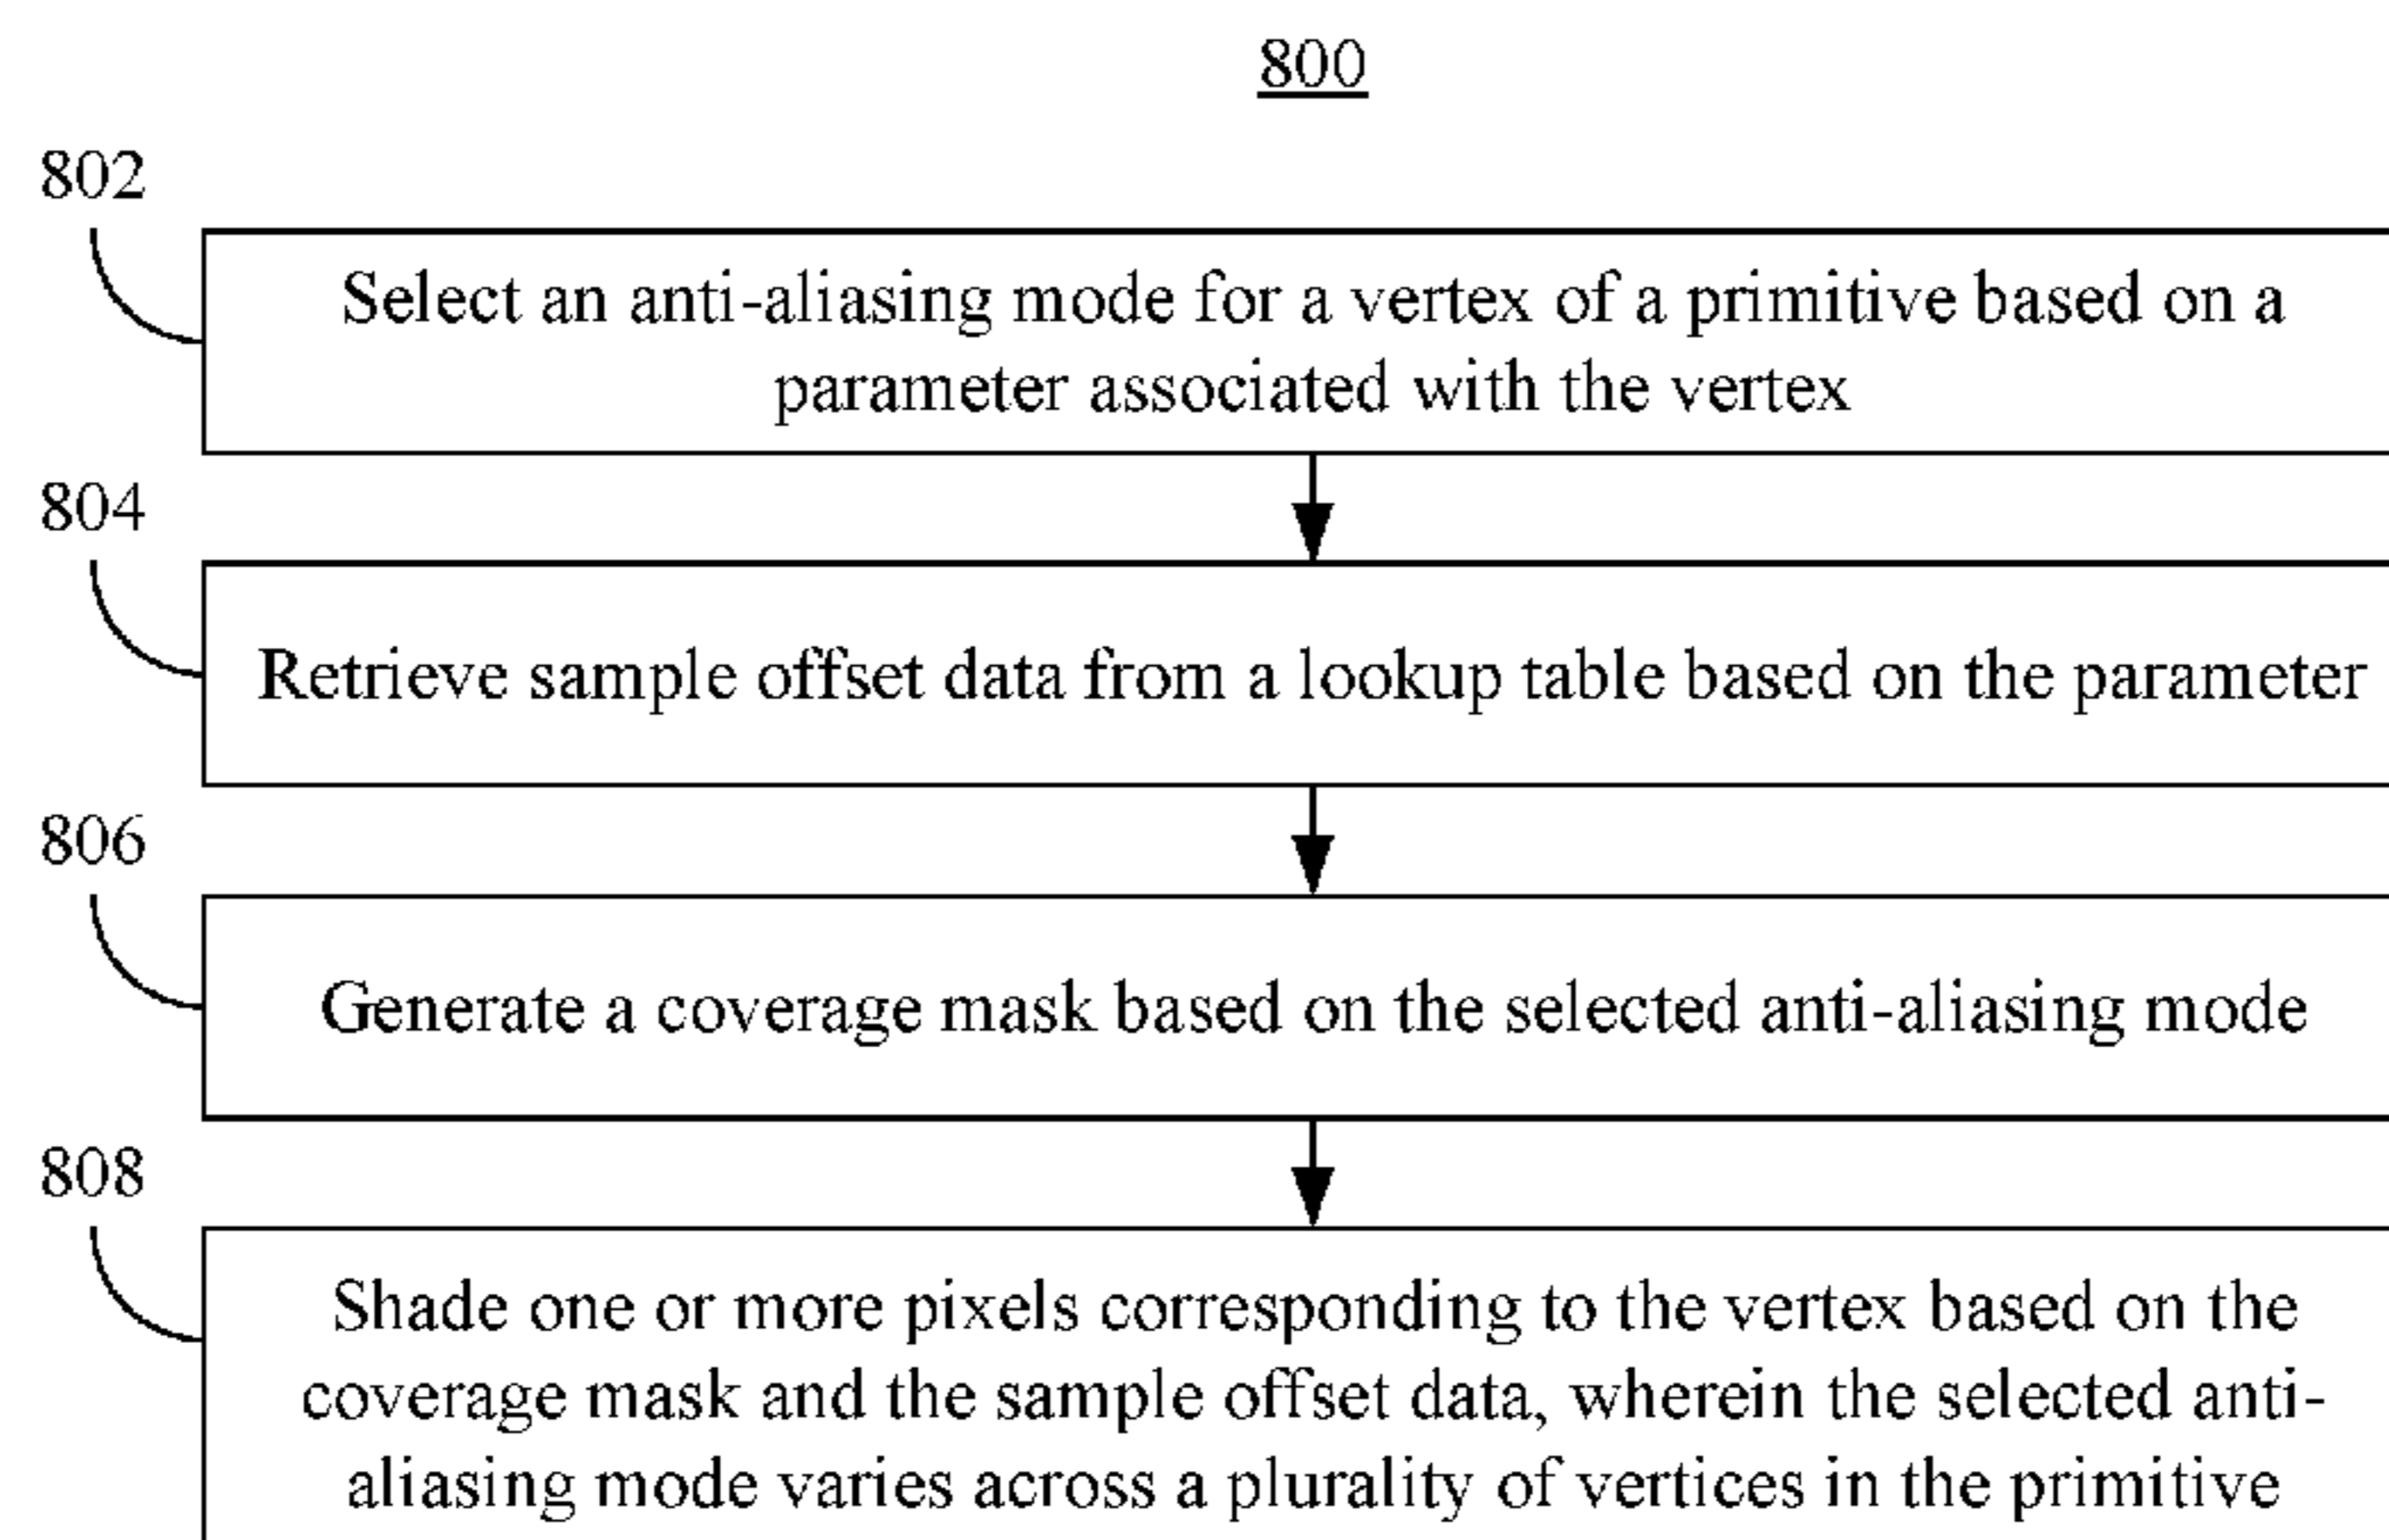 800
802
Select an anti-aliasing mode for a vertex of a primitive based on a
parameter associated with the vertex
804
Retrieve sample offset data from a lookup table based on the parameter
806
Generate a coverage mask based on the selected anti-aliasing mode
808
Shade one or more pixels corresponding to the vertex based on the
coverage mask and the sample offset data, wherein the selected anti-
aliasing mode varies across a plurality of vertices in the primitive